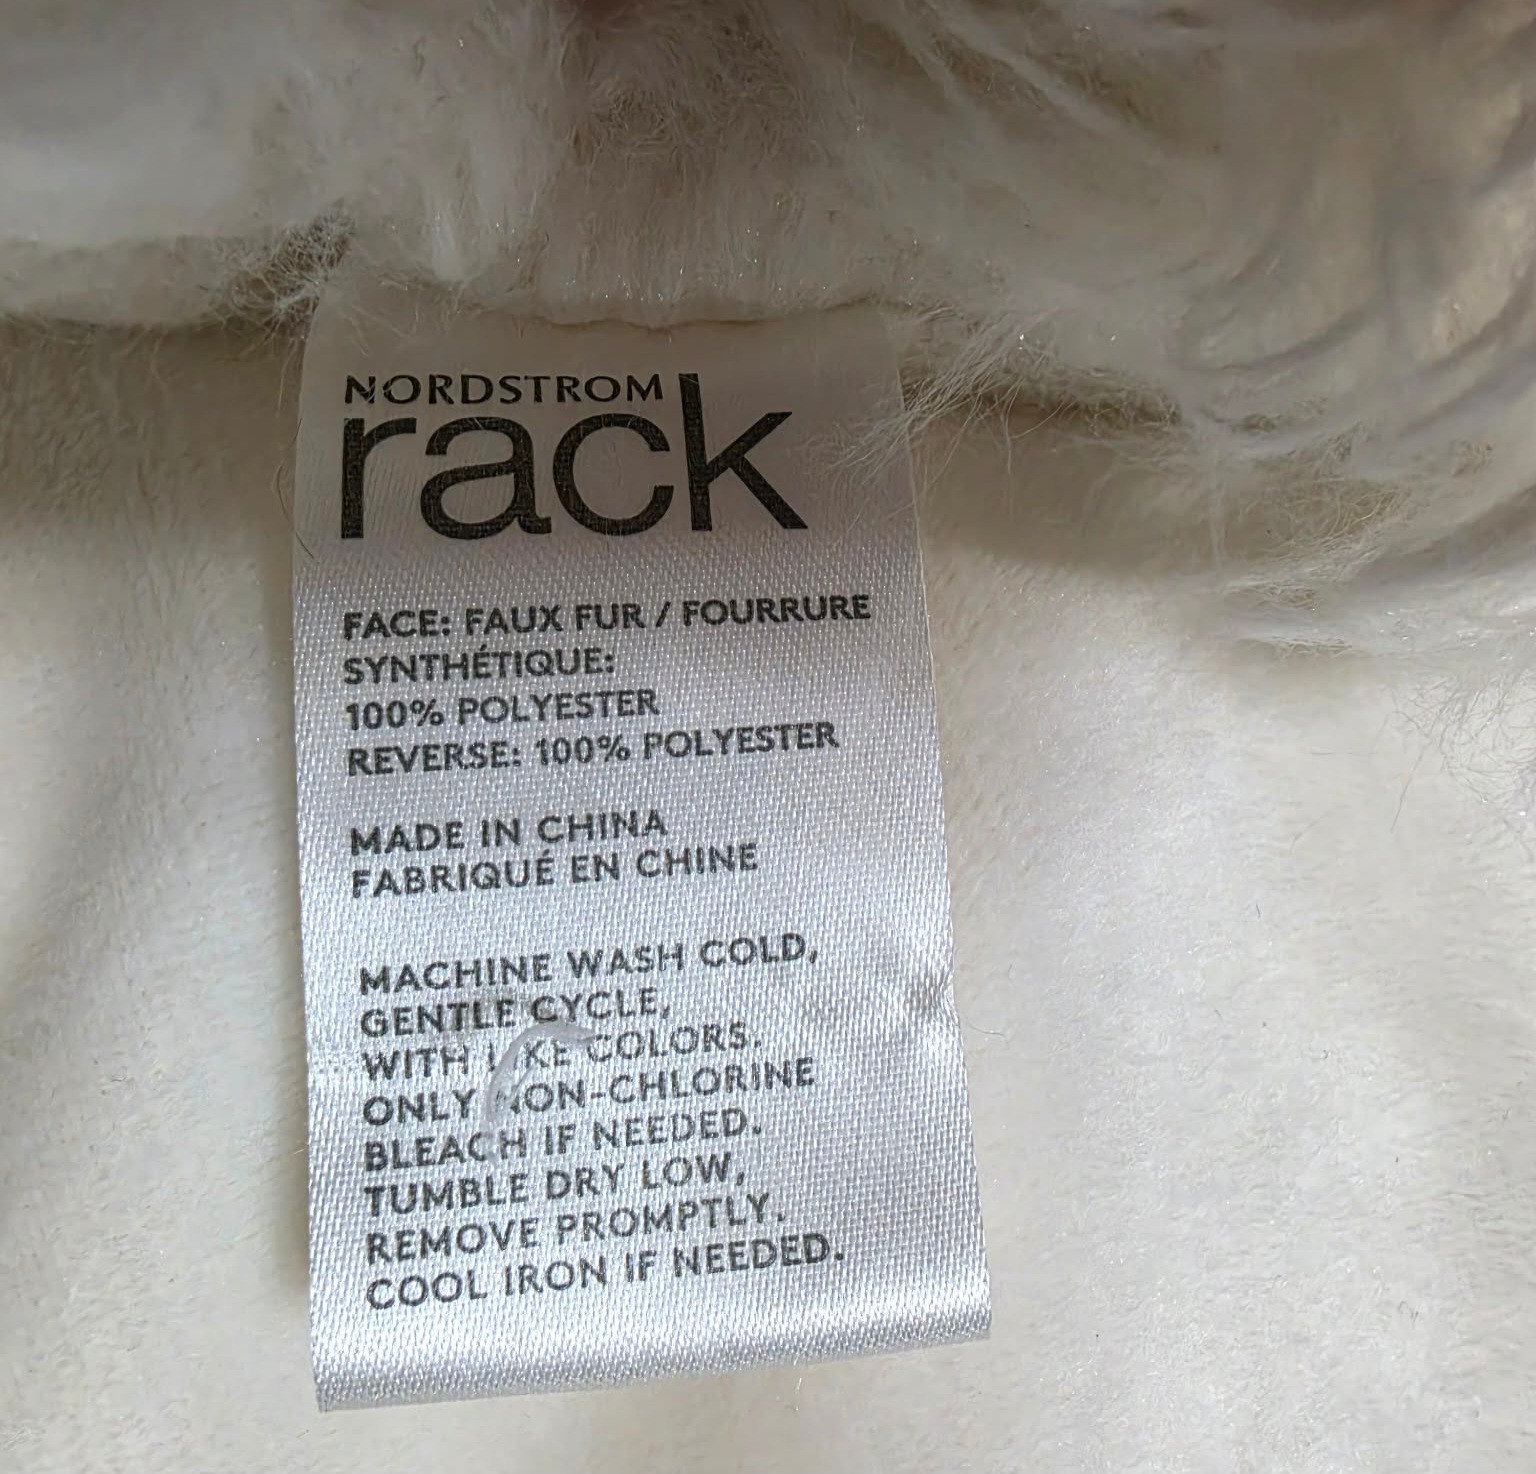 NORDSTROM
rack
FACE: FAUX FUR / FOURRURE
SYNTHÉTIQUE:
100% POLYESTER
REVERSE: 100% POLYESTER
MADE IN CHINA
FABRIQUÉ EN CHINE
MACHINE WASH COLD,
GENTLE CYCLE,
WITH LIKE COLORS.
ONLY NON-CHLORINE
BLEACH IF NEEDED.
TUMBLE DRY LOW,
REMOVE PROMPTLY.
COOL IRON IF NEEDED.